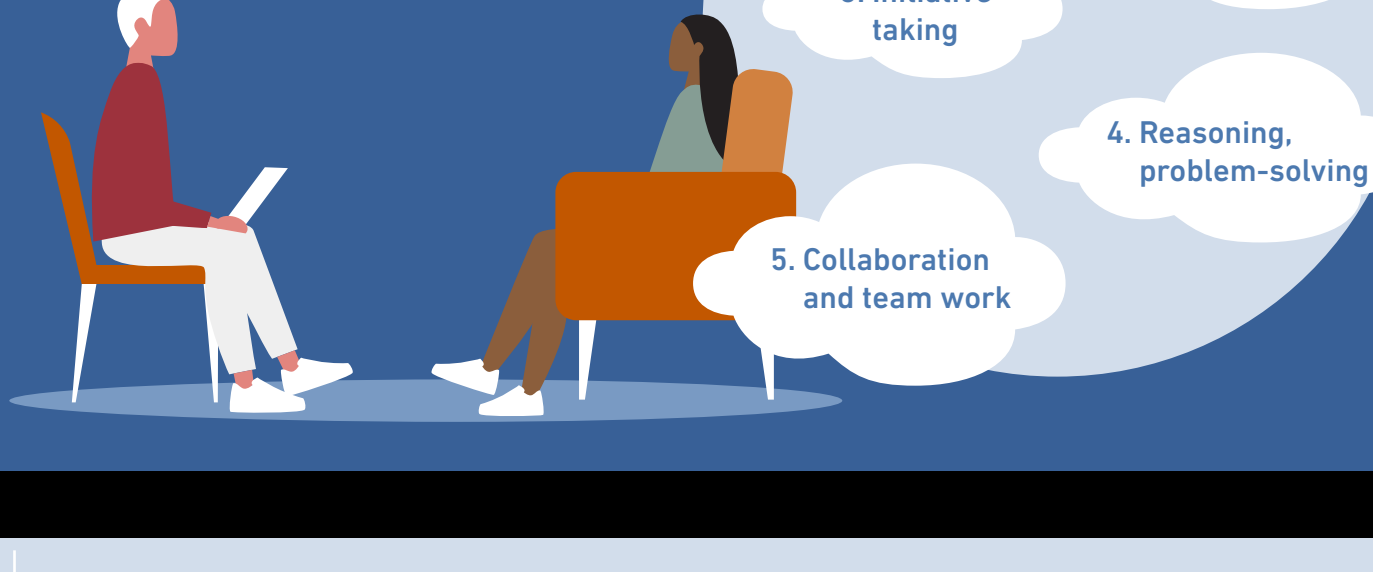 taking
4. Reasoning,
problem-solving
5. Collaboration
and team work